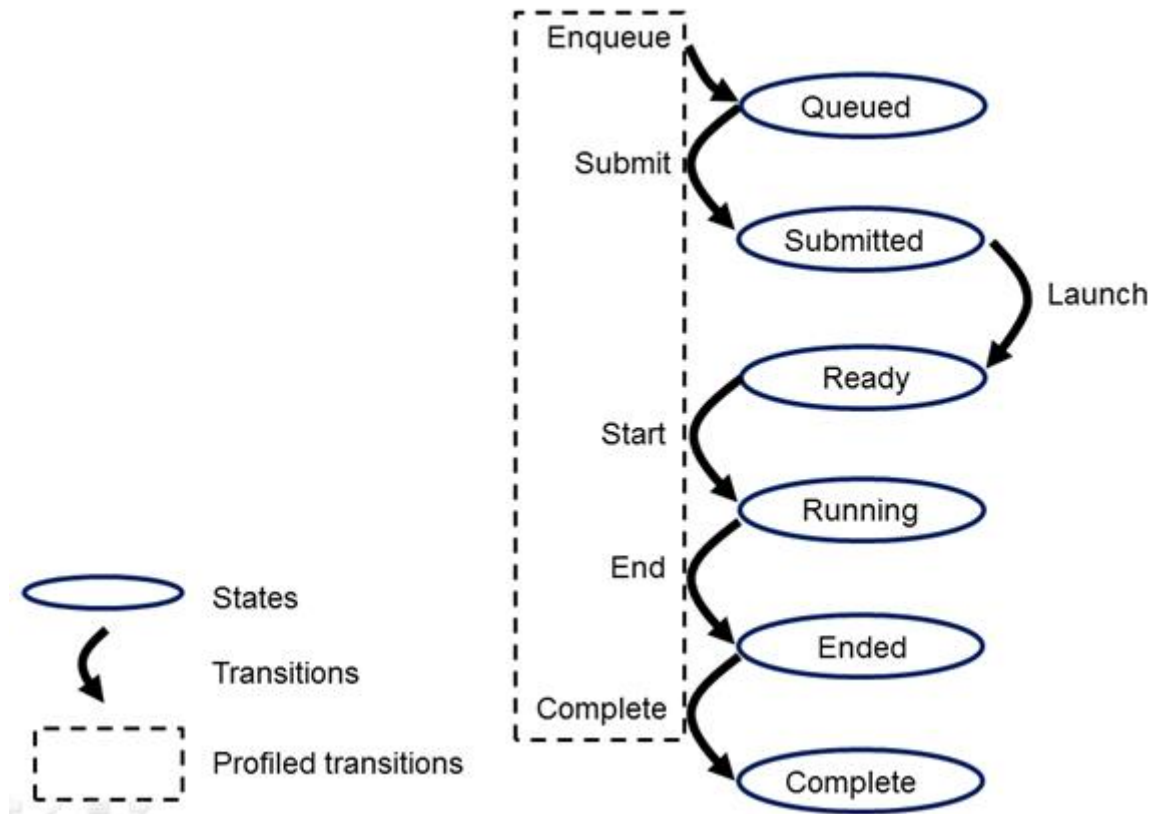 Enqueue
Queued
Submit
Submitted
Launch
Ready
Start
Running
End
States
Ended
Transitions
Complete
Profiled transitions
Complete